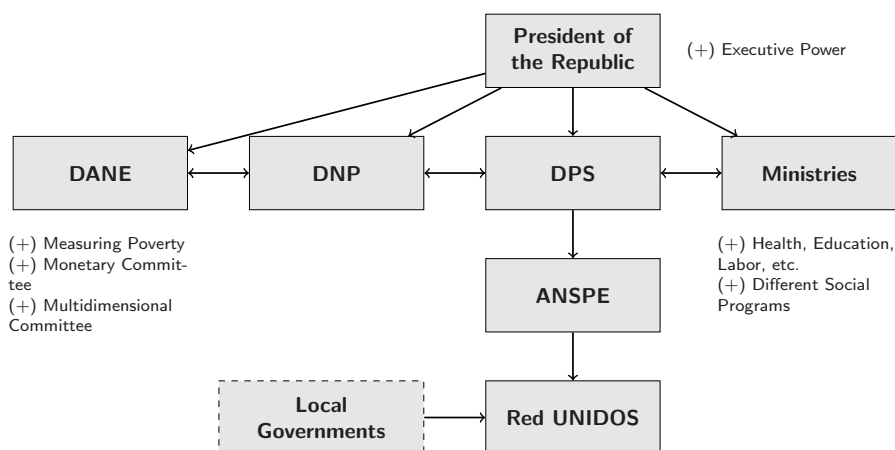 President of
the Republic
(+) Executive Power
DANE
DNP
DPS
Ministries
(+) Measuring Poverty
(+) Monetary Commit-
tee
(+) Multidimensional
Committee
(+) Health, Education,
Labor, etc.
(+) Different Social
Programs
ANSPE
Local
Governments
Red UNIDOS